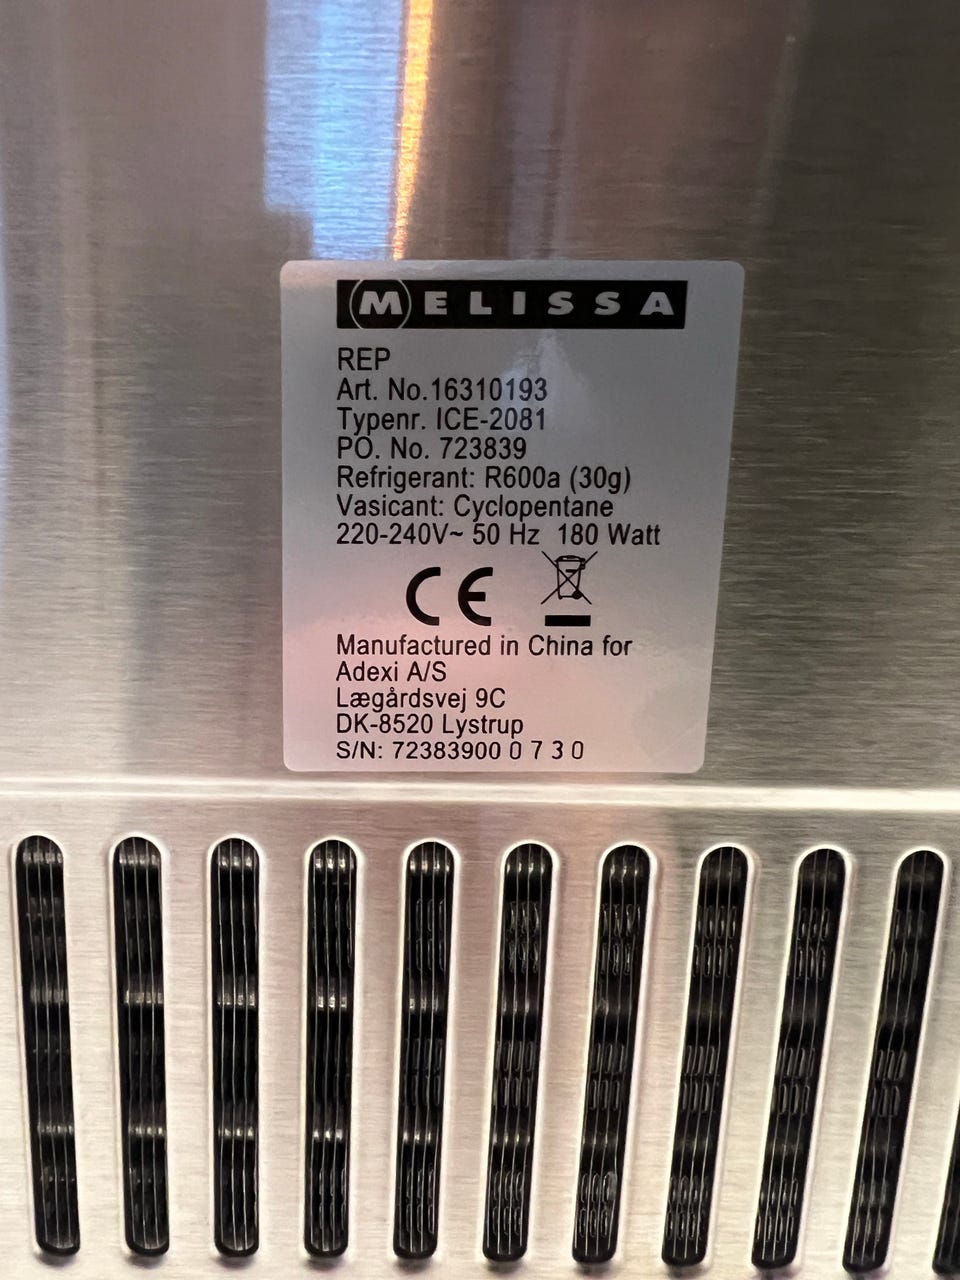 MELISSA
REP
Art. No.16310193
Typenr. ICE-2081
PO. No. 723839
Refrigerant: R600a (30g)
Vasicant: Cyclopentane
220-240V~ 50 Hz 180 Watt
CE
Manufactured in China for
Adexi A/S
Lægårdsvej 9C
DK-8520 Lystrup
S/N: 72383900 0 7 3 0